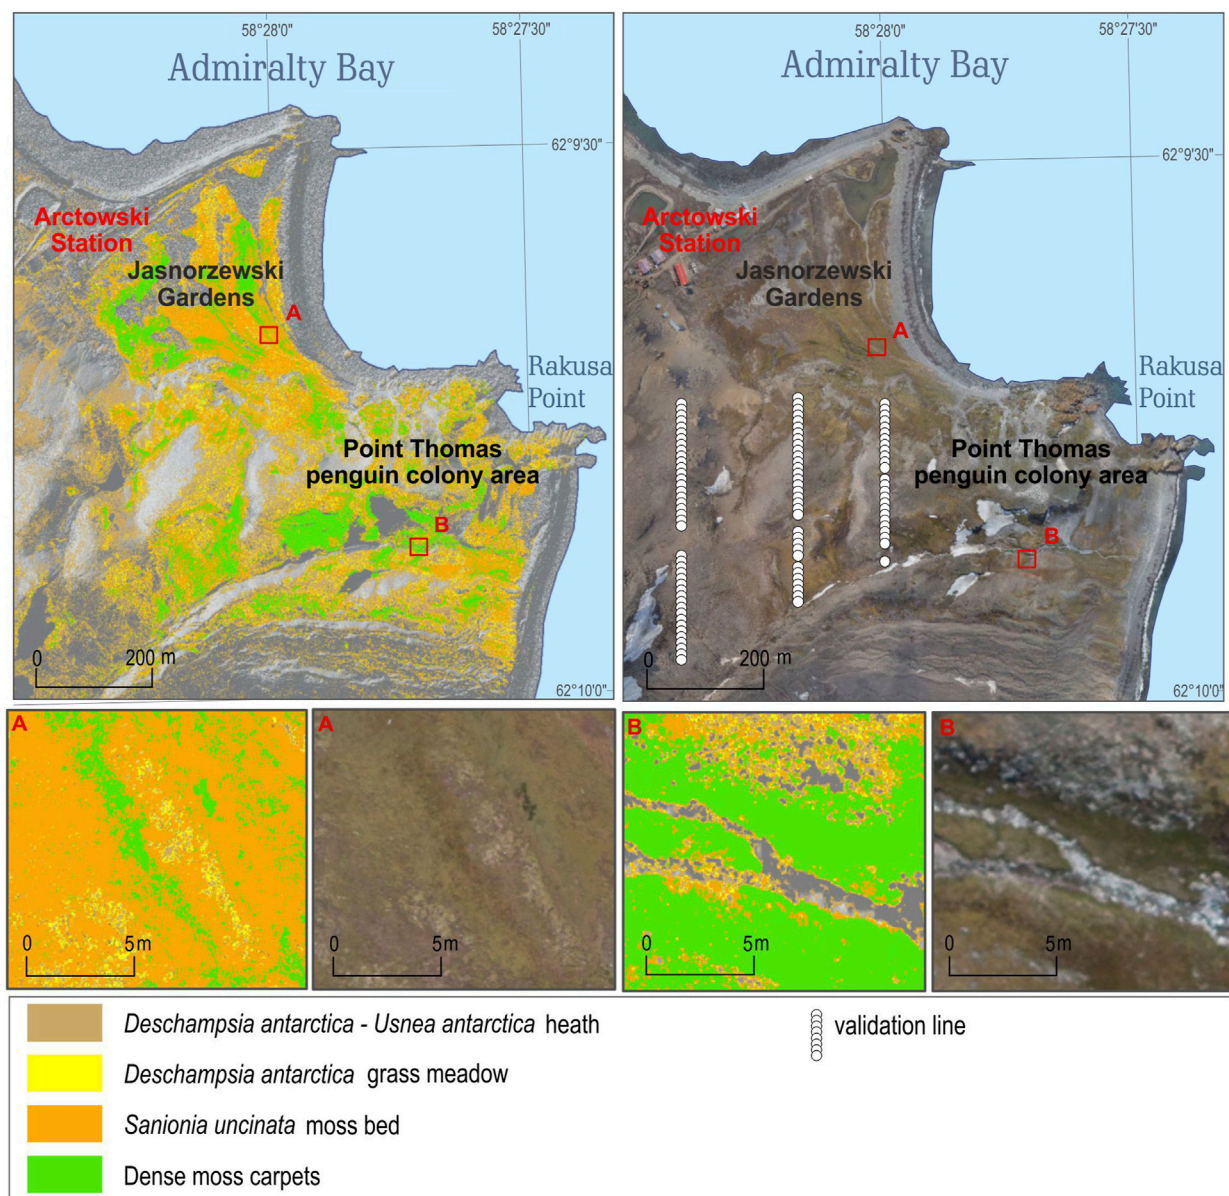 58°28'0"
58°27'30"
Admiralty Bay
62°9'30"
Arctowski
Station
Jasnorzewski
Gardens
A
Rakusa
Point
Point Thomas
penguin colony area
B
0
200 m
58°28'0"
58°27'30"
Admiralty Bay
62°9'30"
Arctowski
Station
Jasnorzewski
Gardens
A
Rakusa
Point
Point Thomas
penguin colony area
B
0
200 m
62°10'0"
A
0
5m
A
0
5m
B
0
5m
B
0
5m
Deschampsia antarctica - Usnea antarctica heath
Deschampsia antarctica grass meadow
Sanionia uncinata moss bed
Dense moss carpets
validation line